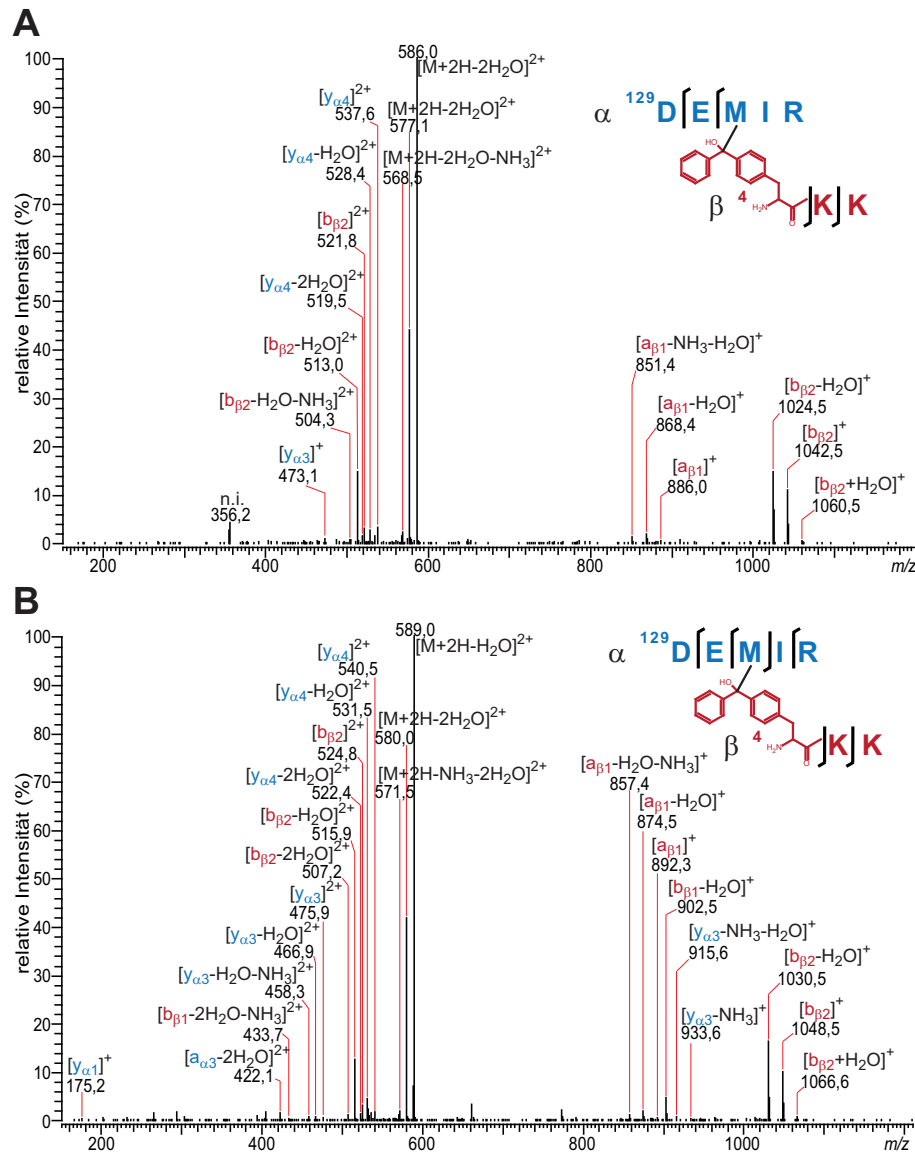 A
relative Intensität (%)
100
90
80
70
60
50
40
30
20
10
0
200
400
600
800
1000
m/z
586,0
[M+2H-2H₂O]²⁺
[yα4]²⁺
537,6
[M+2H-2H₂O]²⁺
577,1
[yα4-H₂O]²⁺
528,4
[M+2H-2H₂O-NH₃]²⁺
568,5
[bβ2]²⁺
521,8
[yα4-2H₂O]²⁺
519,5
[bβ2-H₂O]²⁺
513,0
[bβ2-H₂O-NH₃]²⁺
504,3
[yα3]⁺
473,1
n.i.
356,2
[aβ1-NH₃-H₂O]⁺
851,4
[aβ1-H₂O]⁺
868,4
[aβ1]⁺
886,0
[bβ2-H₂O]⁺
1024,5
[bβ2]⁺
1042,5
[bβ2+H₂O]⁺
1060,5
α ¹²⁹D E M I R
HO
β 4 H₂N O K K
B
relative Intensität (%)
100
90
80
70
60
50
40
30
20
10
0
200
400
600
800
1000
m/z
589,0
[M+2H-H₂O]²⁺
[yα4]²⁺
540,5
[yα4-H₂O]²⁺
531,5
[M+2H-2H₂O]²⁺
580,0
[bβ2]²⁺
524,8
[M+2H-NH₃-2H₂O]²⁺
571,5
[yα4-2H₂O]²⁺
522,4
[bβ2-H₂O]²⁺
515,9
[bβ2-2H₂O]²⁺
507,2
[yα3]²⁺
475,9
[yα3-H₂O]²⁺
466,9
[yα3-H₂O-NH₃]²⁺
458,3
[bβ1-2H₂O-NH₃]²⁺
433,7
[aα3-2H₂O]²⁺
422,1
[yα1]⁺
175,2
[aβ1-H₂O-NH₃]⁺
857,4
[aβ1-H₂O]⁺
874,5
[aβ1]⁺
892,3
[bβ1-H₂O]⁺
902,5
[yα3-NH₃-H₂O]⁺
915,6
[yα3-NH₃]⁺
933,6
[bβ2-H₂O]⁺
1030,5
[bβ2]⁺
1048,5
[bβ2+H₂O]⁺
1066,6
α ¹²⁹D E M I R
HO
β 4 H₂N O K K